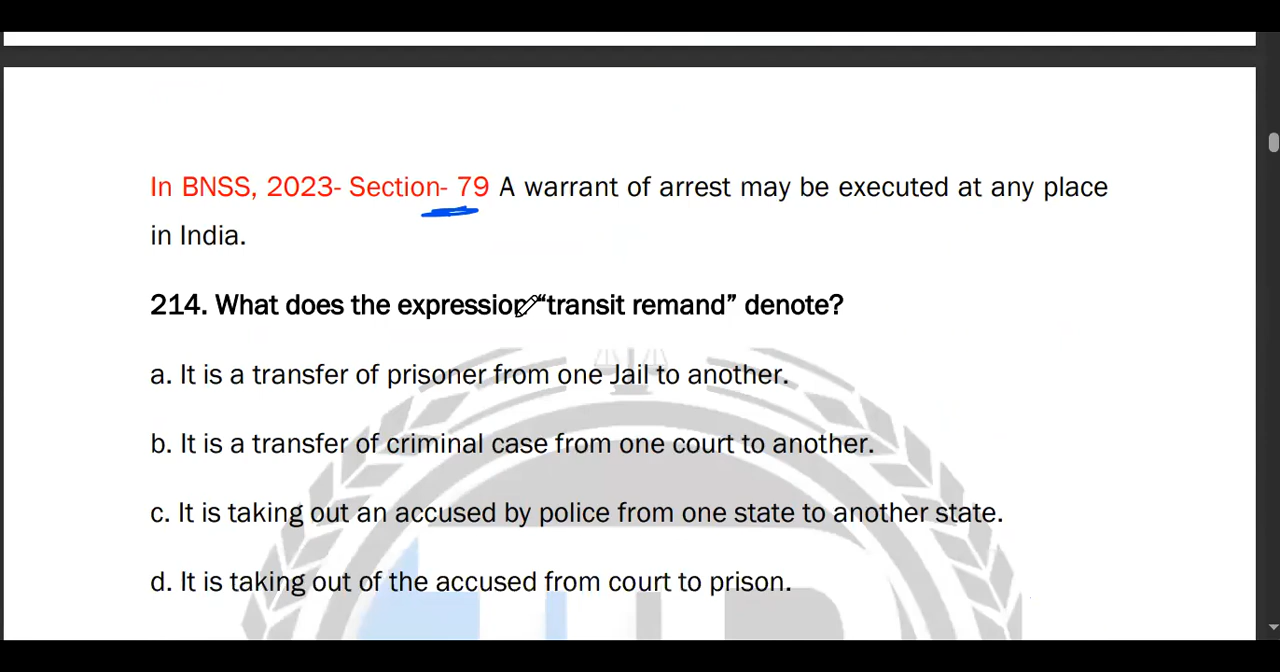 In BNSS, 2023- Section- 79 A warrant of arrest may be executed at any place
in India.
214. What does the expression “transit remand” denote?
a. It is a transfer of prisoner from one Jail to another.
b. It is a transfer of criminal case from one court to another.
c. It is taking out an accused by police from one state to another state.
d. It is taking out of the accused from court to prison.